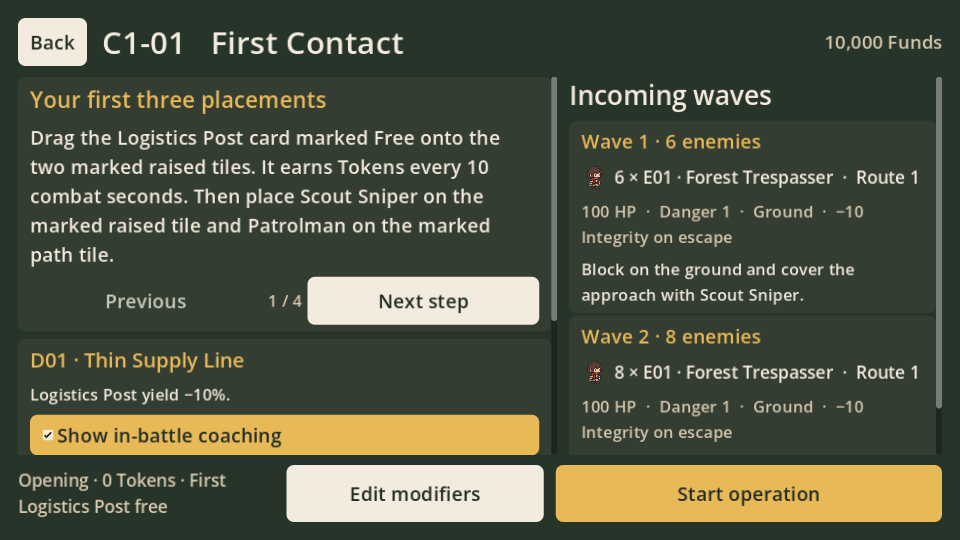 Back
C1-01 First Contact
10,000 Funds
Your first three placements
Drag the Logistics Post card marked Free onto the
two marked raised tiles. It earns Tokens every 10
combat seconds. Then place Scout Sniper on the
marked raised tile and Patrolman on the marked
path tile.
Previous
1 / 4
Next step
D01 · Thin Supply Line
Logistics Post yield −10%.
Show in-battle coaching
Incoming waves
Wave 1 · 6 enemies
6 × E01 · Forest Trespasser · Route 1
100 HP · Danger 1 · Ground · −10
Integrity on escape
Block on the ground and cover the
approach with Scout Sniper.
Wave 2 · 8 enemies
8 × E01 · Forest Trespasser · Route 1
100 HP · Danger 1 · Ground · −10
Integrity on escape
Opening · 0 Tokens · First
Logistics Post free
Edit modifiers
Start operation